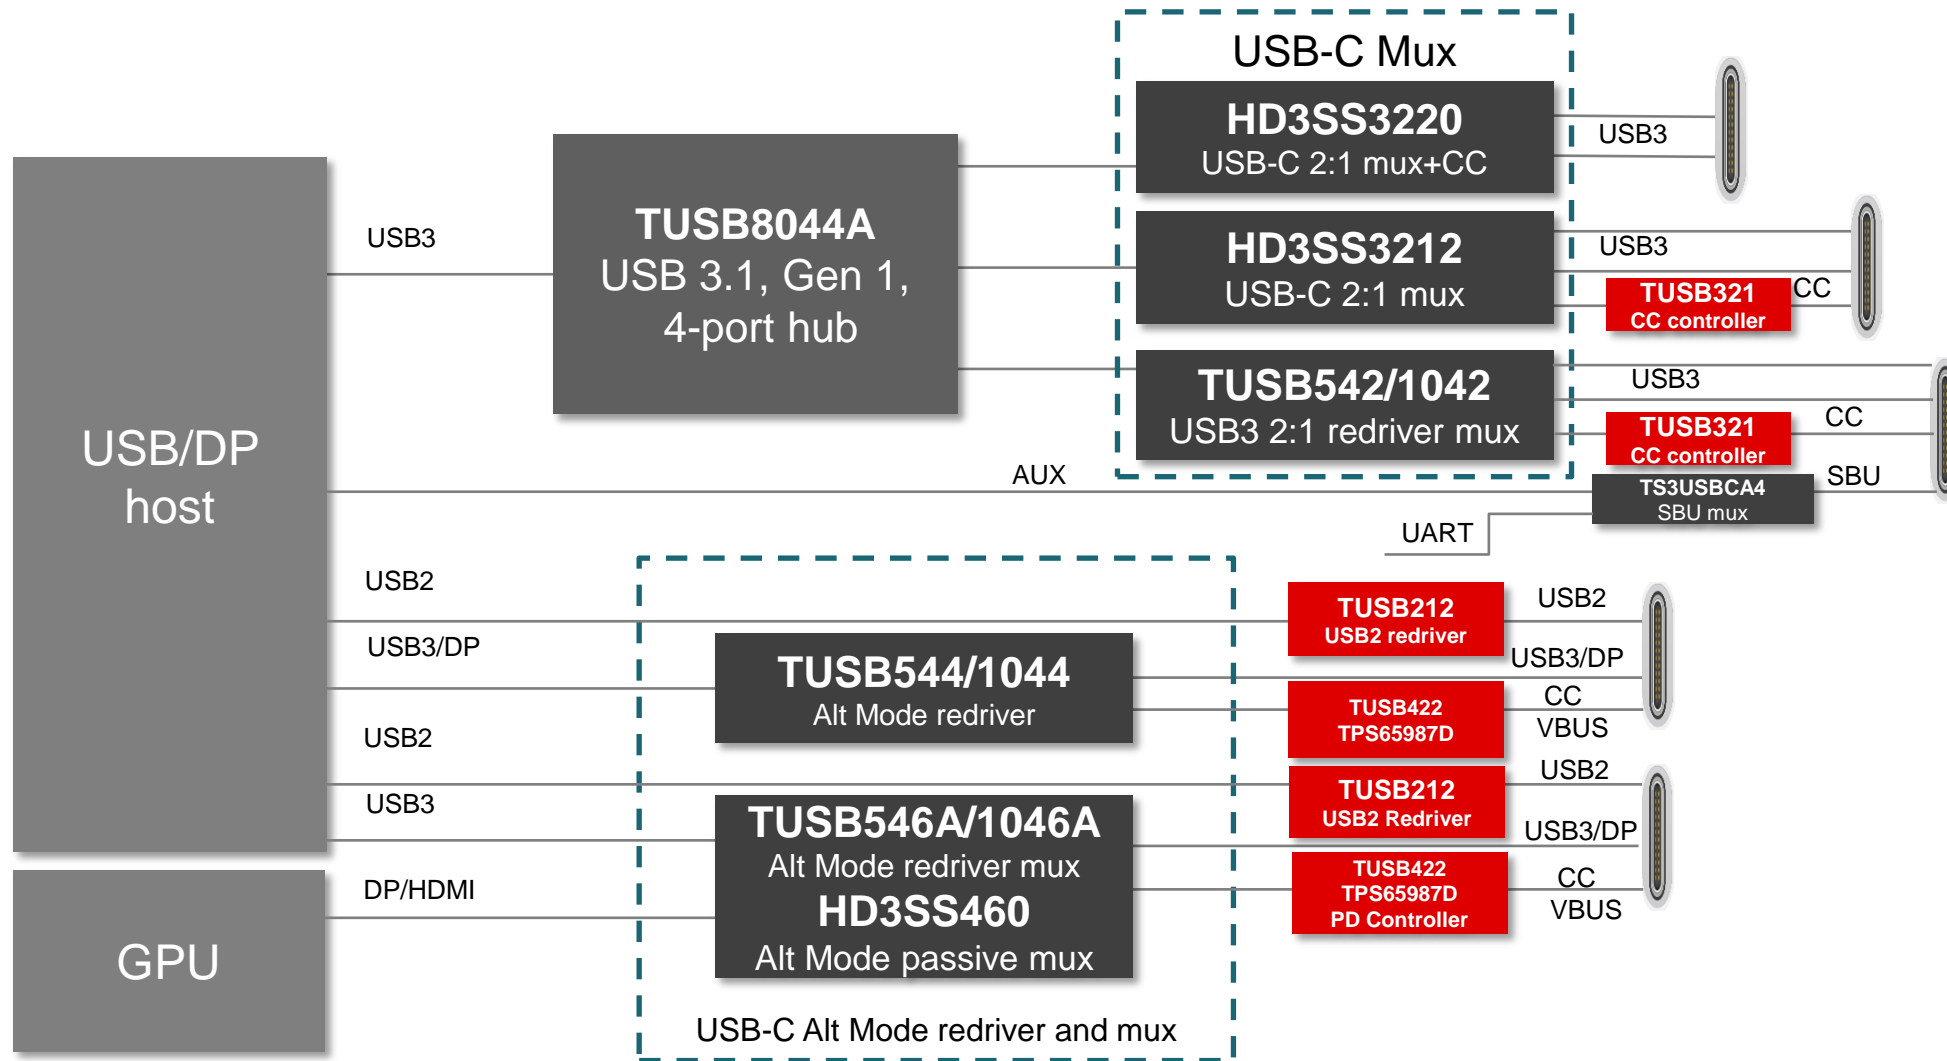 USB-C Mux
HD3SS3220
USB-C 2:1 mux+CC
USB3
TUSB8044A
USB 3.1, Gen 1,
4-port hub
USB3
HD3SS3212
USB-C 2:1 mux
USB3
TUSB321
CC controller
CC
TUSB542/1042
USB3 2:1 redriver mux
USB3
TUSB321
CC controller
CC
USB/DP
host
AUX
TS3USBCA4
SBU mux
SBU
UART
USB2
TUSB212
USB2 redriver
USB2
USB3/DP
TUSB544/1044
Alt Mode redriver
USB3/DP
TUSB422
TPS65987D
CC
VBUS
USB2
TUSB212
USB2 Redriver
USB2
USB3
TUSB546A/1046A
Alt Mode redriver mux
HD3SS460
Alt Mode passive mux
USB3/DP
TUSB422
TPS65987D
PD Controller
CC
VBUS
DP/HDMI
GPU
USB-C Alt Mode redriver and mux